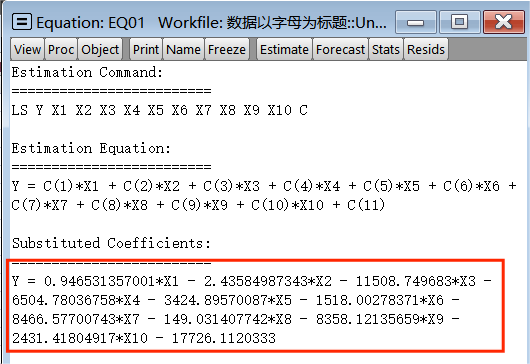 Equation: EQ01 Workfile: 数据以字母为标题::Un...
View Proc Object Print Name Freeze Estimate Forecast Stats Resids
Estimation Command:
=========================
LS Y X1 X2 X3 X4 X5 X6 X7 X8 X9 X10 C
Estimation Equation:
=========================
Y = C(1)*X1 + C(2)*X2 + C(3)*X3 + C(4)*X4 + C(5)*X5 + C(6)*X6 +
C(7)*X7 + C(8)*X8 + C(9)*X9 + C(10)*X10 + C(11)
Substituted Coefficients:
=========================
Y = 0.946531357001*X1 - 2.43584987343*X2 - 11508.749683*X3 -
6504.78036758*X4 - 3424.89570087*X5 - 1518.00278371*X6 -
8466.57700743*X7 - 149.031407742*X8 - 8358.12135659*X9 -
2431.41804917*X10 - 17726.1120333